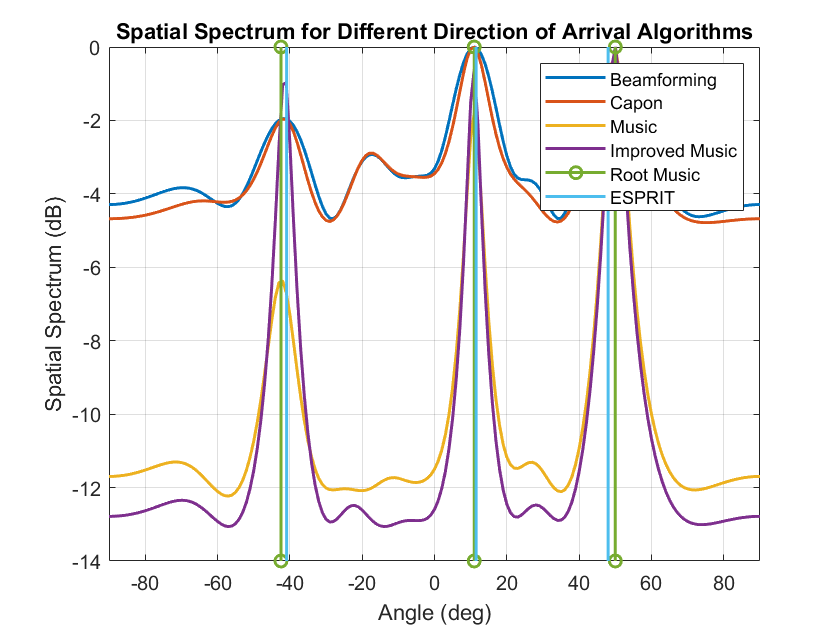 Spatial Spectrum for Different Direction of Arrival Algorithms
0
-2
-4
-6
-8
-10
-12
-14
Spatial Spectrum (dB)
Beamforming
Capon
Music
Improved Music
Root Music
ESPRIT
-80 -60 -40 -20 0 20 40 60 80
Angle (deg)